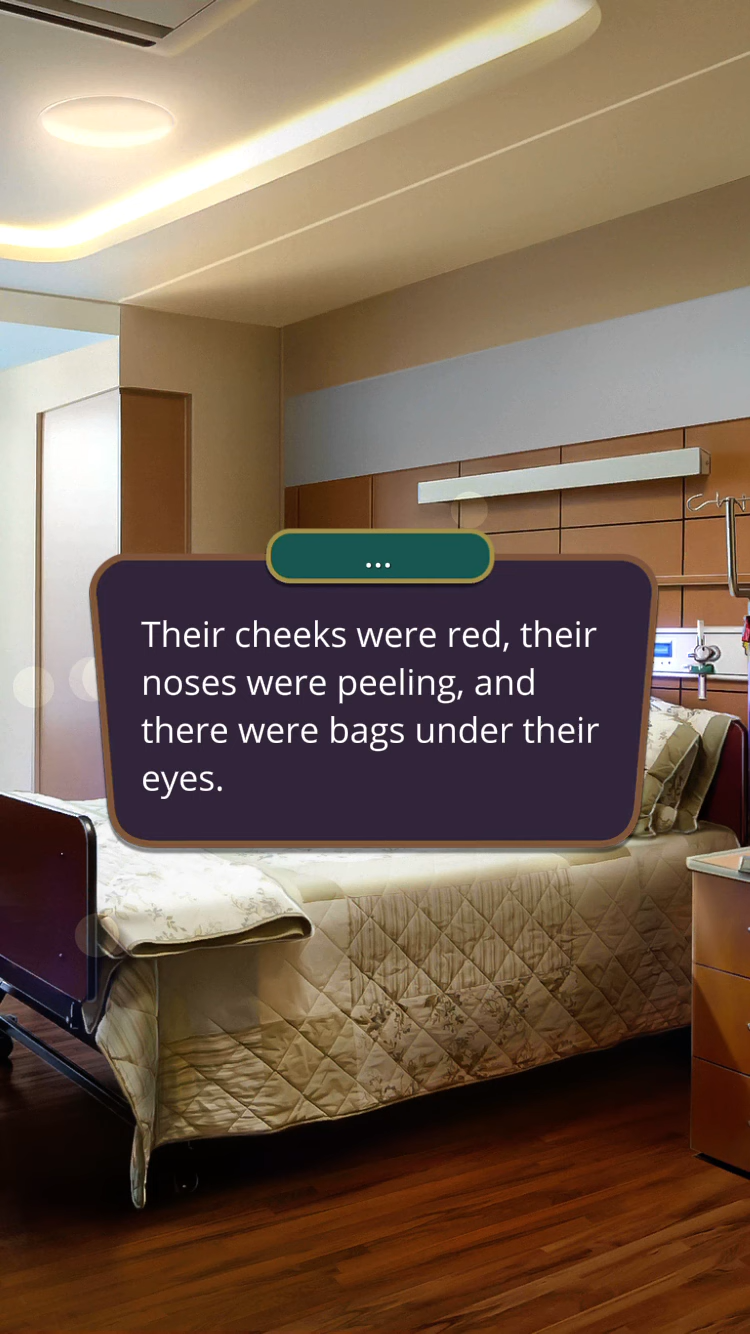 ...
Their cheeks were red, their
noses were peeling, and
there were bags under their
eyes.